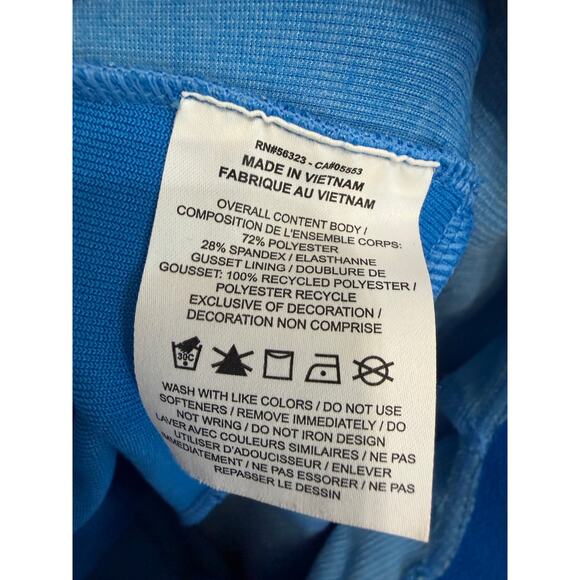 RN#56323 - CA#05553
MADE IN VIETNAM
FABRIQUE AU VIETNAM
OVERALL CONTENT BODY /
COMPOSITION DE L'ENSEMBLE CORPS:
72% POLYESTER
28% SPANDEX / ELASTHANNE
GUSSET LINING / DOUBLURE DE
GOUSSET: 100% RECYCLED POLYESTER /
POLYESTER RECYCLE
EXCLUSIVE OF DECORATION /
DECORATION NON COMPRISE
30C
WASH WITH LIKE COLORS / DO NOT USE
SOFTENERS / REMOVE IMMEDIATELY / DO
NOT WRING / DO NOT IRON DESIGN
LAVER AVEC COULEURS SIMILAIRES / NE PAS
UTILISER D'ADOUCISSEUR / ENLEVER
IMMEDIATEMENT / NE PAS ESSORER / NE PAS
REPASSER LE DESSIN